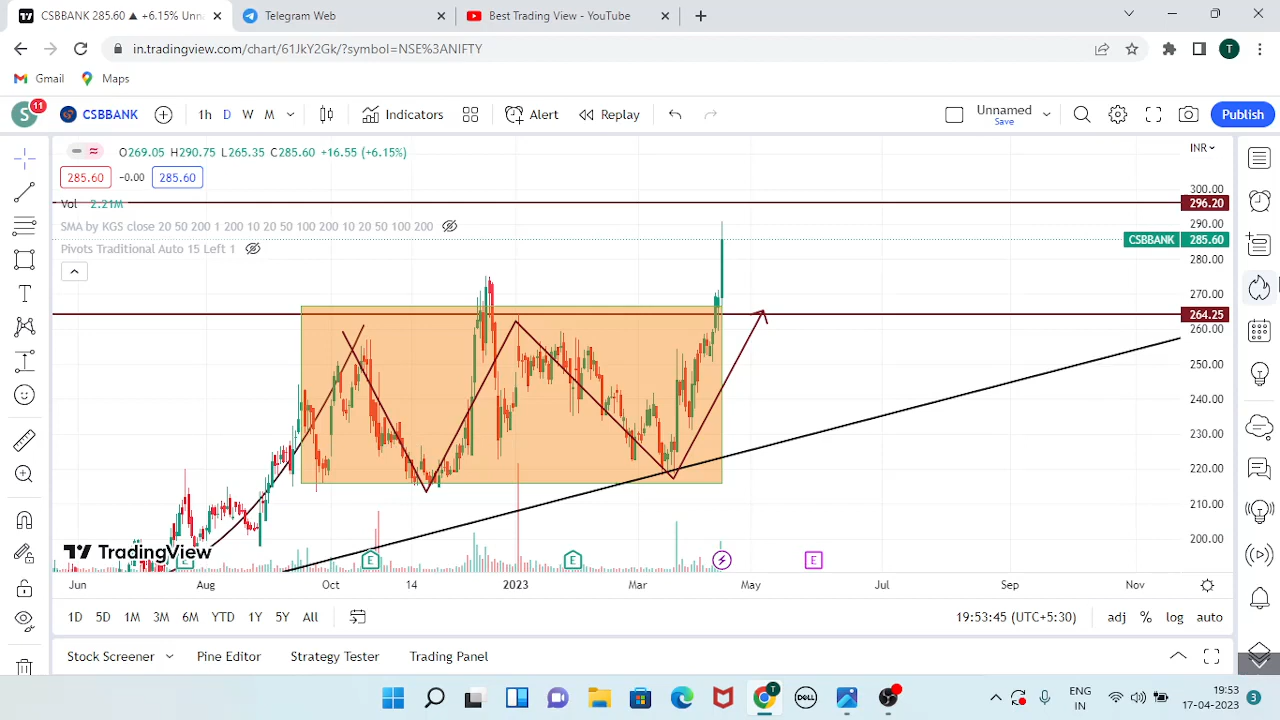 CSBBANK 285.60 ▲ +6.15% Unna
Telegram Web
Best Trading View - YouTube
in.tradingview.com/chart/61JkY2Gk/?symbol=NSE%3ANIFTY
T
Gmail
Maps
S
11
CSBBANK
1h
D
W
M
Indicators
Alert
Replay
Unnamed
Save
Publish
O269.05 H290.75 L265.35 C285.60 +16.55 (+6.15%)
INR
285.60
-0.00
285.60
Vol 2.21M
SMA by KGS close 20 50 200 1 200 10 20 50 100 200 10 20 50 100 200
Pivots Traditional Auto 15 Left 1
300.00
296.20
290.00
CSBBANK 285.60
280.00
270.00
264.25
260.00
250.00
240.00
230.00
220.00
210.00
200.00
TradingView
E
E
E
E
Jun
Aug
Oct
14
2023
Mar
May
Jul
Sep
Nov
1D
5D
1M
3M
6M
YTD
1Y
5Y
All
19:53:45 (UTC+5:30)
adj
%
log
auto
Stock Screener
Pine Editor
Strategy Tester
Trading Panel
T
DELL
ENG
IN
19:53
17-04-2023
3